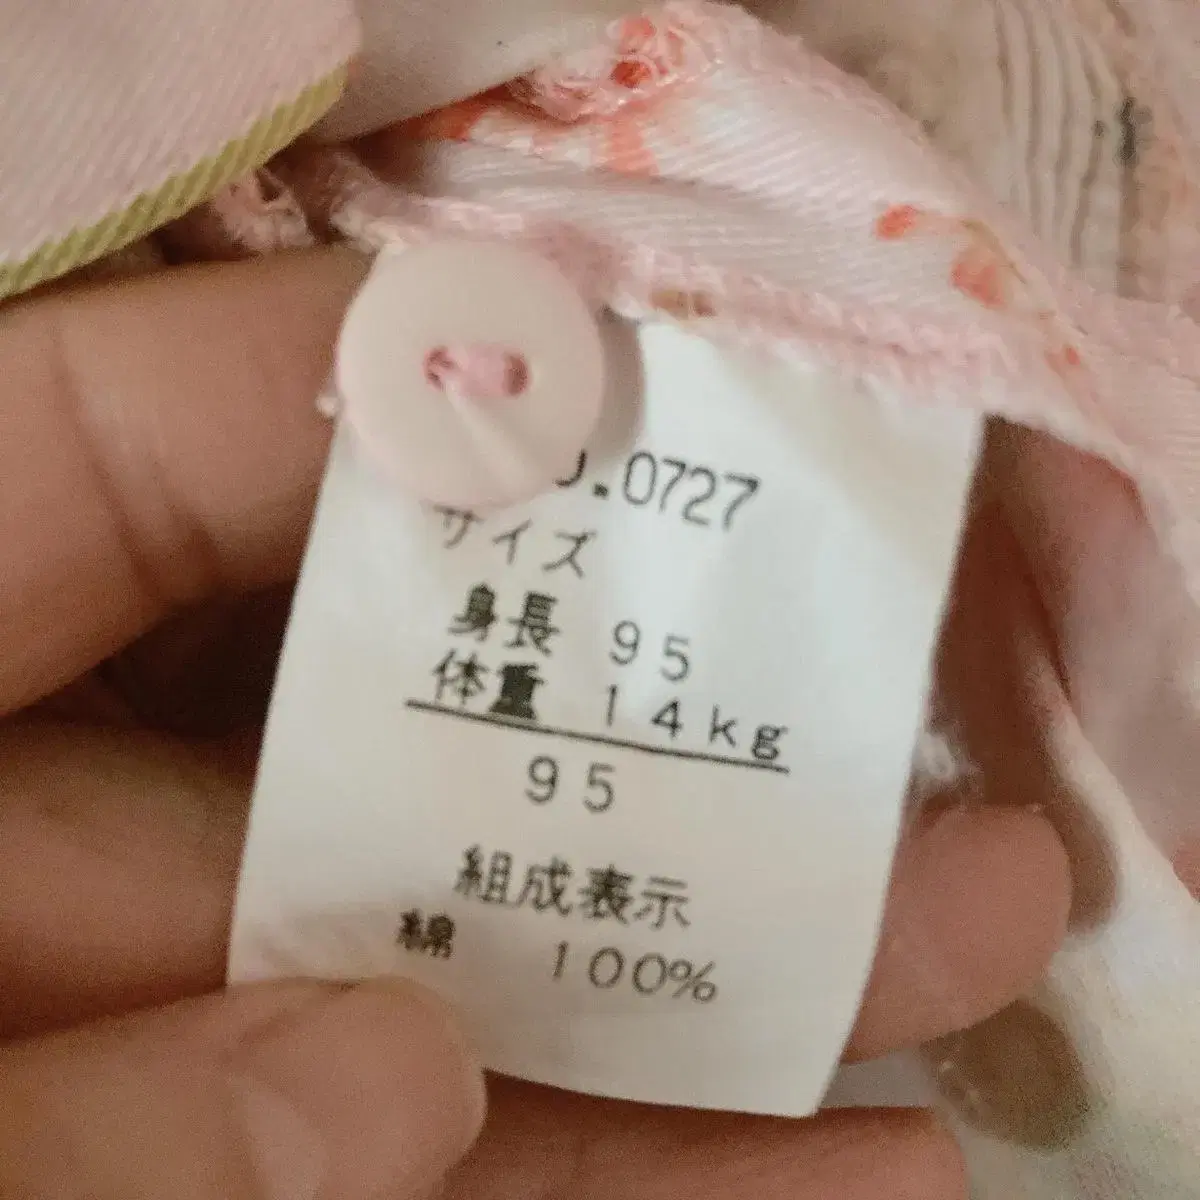 .0727
サイズ
身長 95
体重 14kg
95
組成表示
綿 100%